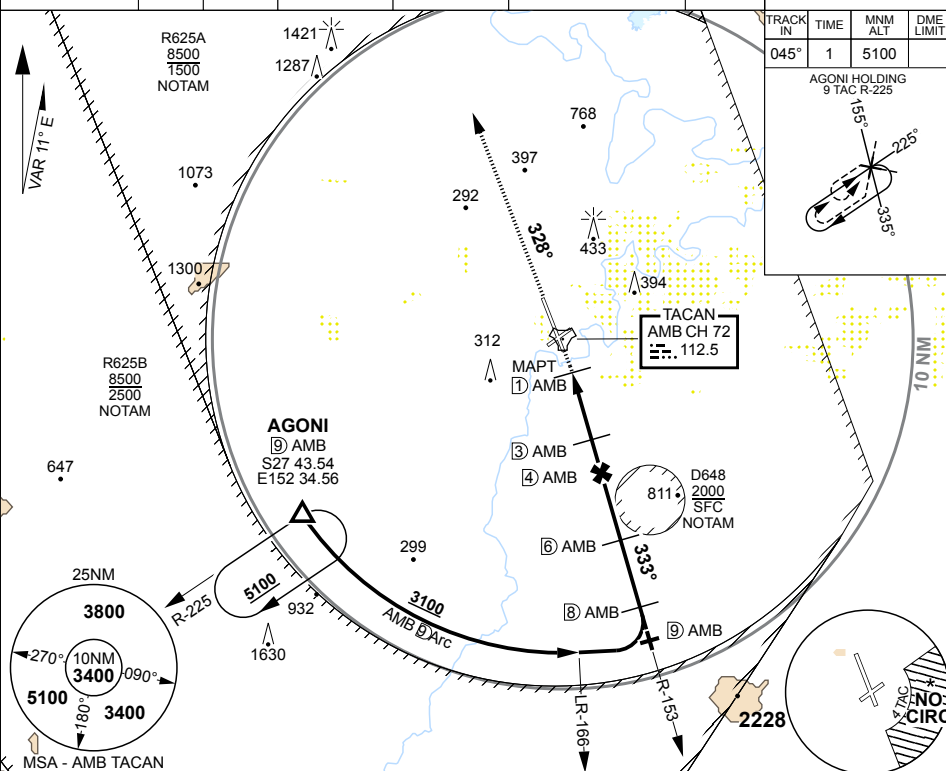 TRACK IN
TIME
MNM ALT
DME LIMIT
045°
1
5100
AGONI HOLDING
9 TAC R-225
155°
225°
335°
R625A
8500
1500
NOTAM
1421
1287
VAR 11° E
1073
768
397
292
328°
433
394
1300
TACAN
AMB CH 72
112.5
312
MAPT
1 AMB
10 NM
R625B
8500
2500
NOTAM
AGONI
9 AMB
S27 43.54
E152 34.56
3 AMB
4 AMB
647
811
D648
2000
SFC
NOTAM
6 AMB
333°
299
5100
R-225
932
3100
AMB 9 Arc
8 AMB
9 AMB
1630
25NM
3800
270°
10NM
3400
090°
5100
180°
3400
MSA - AMB TACAN
LR-166
R-153
2228
4 TAC
*
NO
CIRC